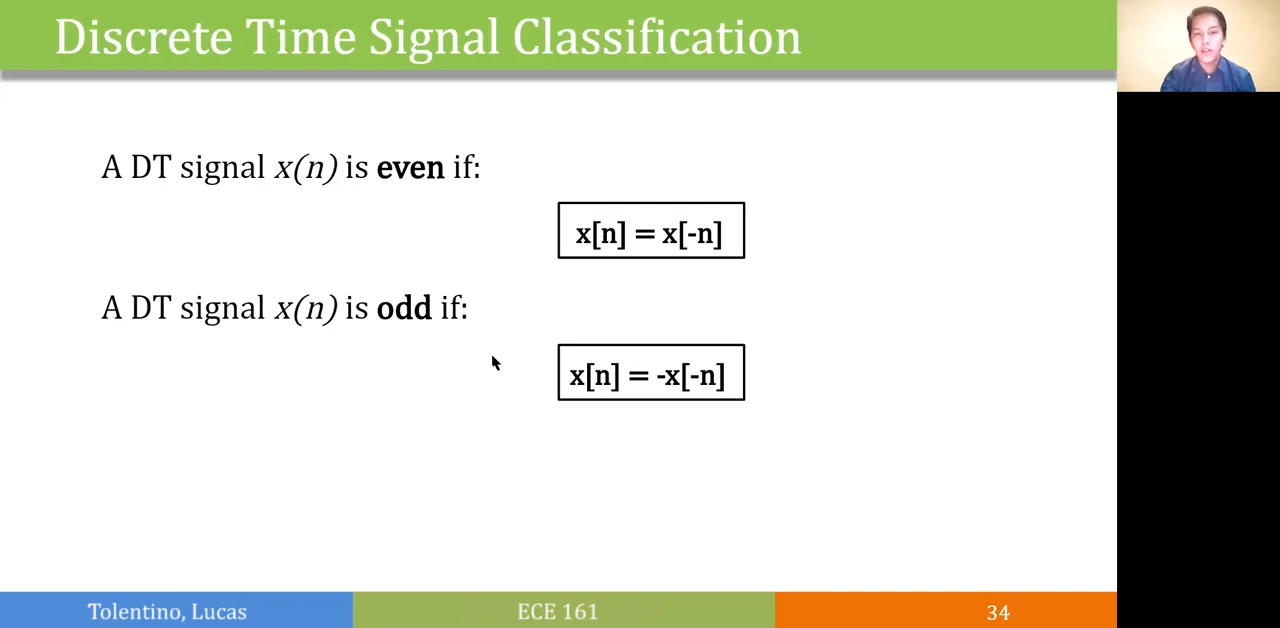 Discrete Time Signal Classification
A DT signal x(n) is even if:
x[n] = x[-n]
A DT signal x(n) is odd if:
x[n] = -x[-n]
Tolentino, Lucas
ECE 161
34